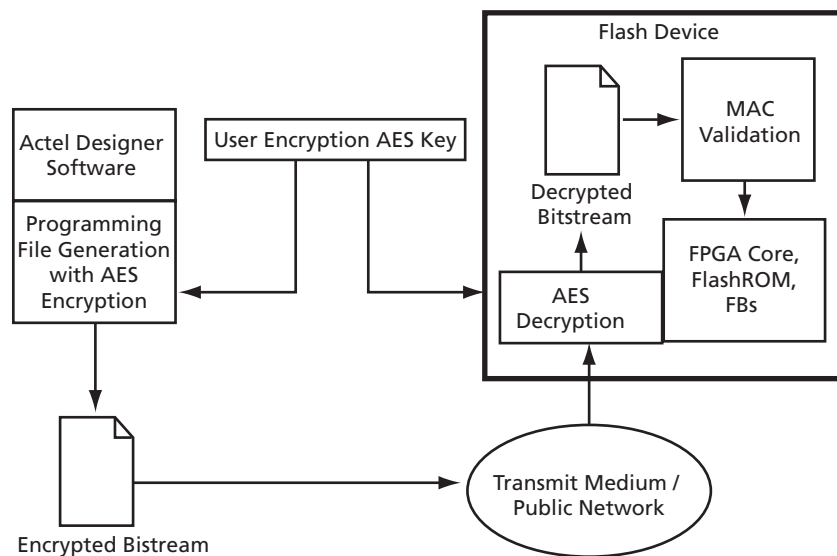 Flash Device
MAC
Validation
Actel Designer
Software
User Encryption AES Key
Decrypted
Bitstream
Programming
File Generation
with AES
Encryption
FPGA Core,
FlashROM,
FBs
AES
Decryption
Transmit Medium /
Public Network
Encrypted Bistream